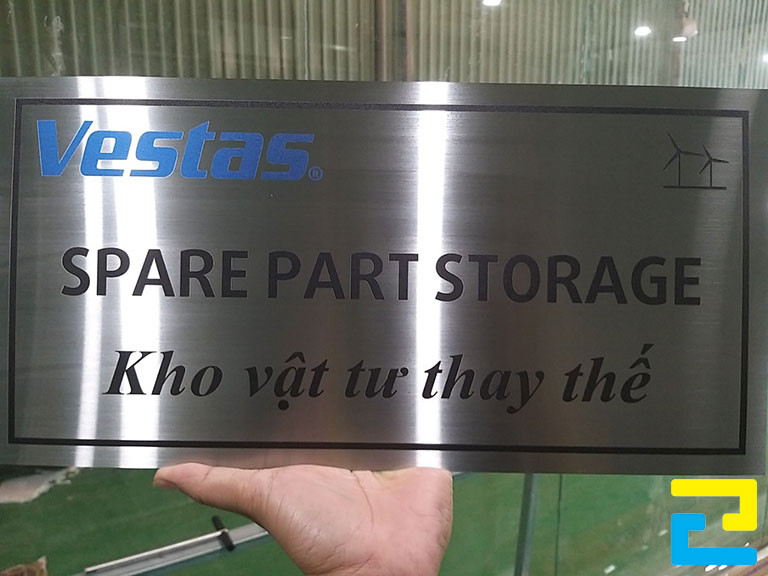 Vestas®
SPARE PART STORAGE
Kho vật tư thay thế